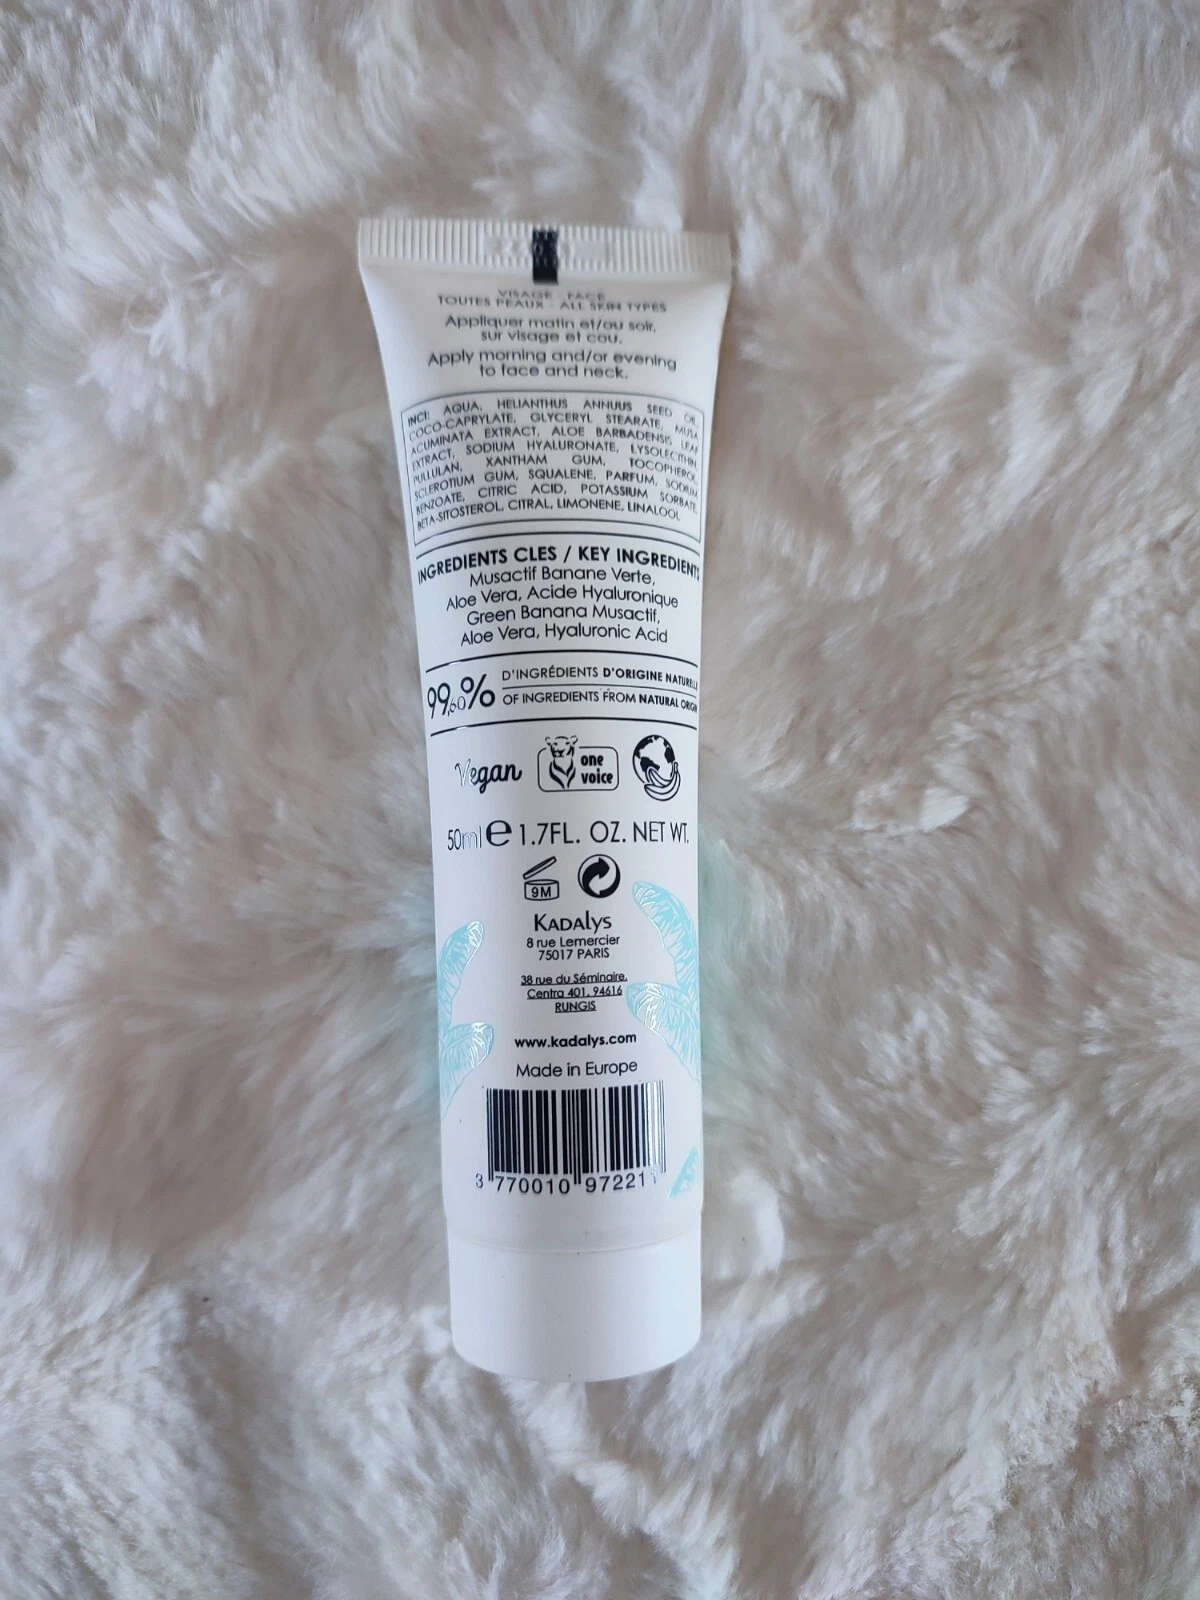 VISAGE - FACE
TOUTES PEAUX - ALL SKIN TYPES
Appliquer matin et/ou soir,
sur visage et cou.
Apply morning and/or evening
to face and neck.
INCI: AQUA, HELIANTHUS ANNUUS SEED OIL,
COCO-CAPRYLATE, GLYCERYL STEARATE, MUSA
ACUMINATA EXTRACT, ALOE BARBADENSIS LEAF
EXTRACT, SODIUM HYALURONATE, LYSOLECITHIN,
PULLULAN, XANTHAM GUM, TOCOPHEROL,
SCLEROTIUM GUM, SQUALENE, PARFUM, SODIUM
BENZOATE, CITRIC ACID, POTASSIUM SORBATE,
BETA-SITOSTEROL, CITRAL, LIMONENE, LINALOOL
INGREDIENTS CLES / KEY INGREDIENTS
Musactif Banane Verte,
Aloe Vera, Acide Hyaluronique
Green Banana Musactif,
Aloe Vera, Hyaluronic Acid
99,60% D'INGRÉDIENTS D'ORIGINE NATURELLE
OF INGREDIENTS FROM NATURAL ORIGIN
Vegan
one
voice
50ml e 1.7FL. OZ. NET WT.
9M
KADALYS
8 rue Lemercier
75017 PARIS
38 rue du Séminaire,
Centra 401, 94616
RUNGIS
www.kadalys.com
Made in Europe
3 770010 972211